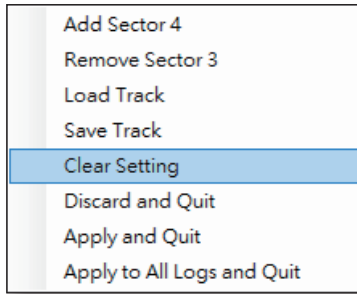 Add Sector 4
Remove Sector 3
Load Track
Save Track
Clear Setting
Discard and Quit
Apply and Quit
Apply to All Logs and Quit